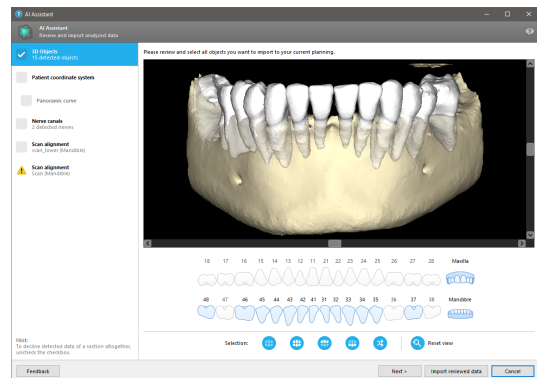 AI Assistant
AI Assistant
Review and import analyzed data
3D Objects
15 detected objects
Patient coordinate system
Panoramic curve
Nerve canals
2 detected nerves
Scan alignment
scan_lower (Mandible)
Scan alignment
Scan (Mandible)
Hint:
To decline detected data of a section altogether,
uncheck the checkbox.
Please review and select all objects you want to import to your current planning.
18 17 16 15 14 13 12 11 21 22 23 24 25 26 27 28 Maxilla
48 47 46 45 44 43 42 41 31 32 33 34 35 36 37 38 Mandible
Selection: Reset view
Feedback Next > Import reviewed data Cancel